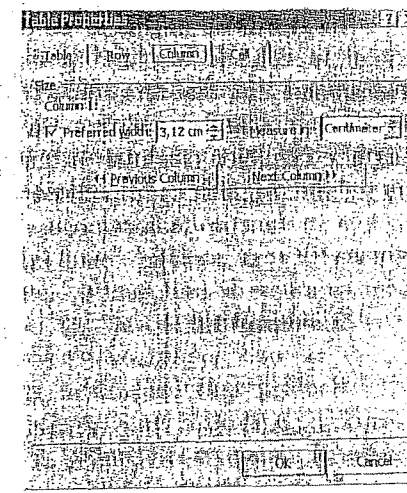 Table Properties
Table Row Column Cell
Size
Column 1:
Preferred width: 3,12 cm Measure in: Centimeter
Previous Column Next Column
Ok Cancel